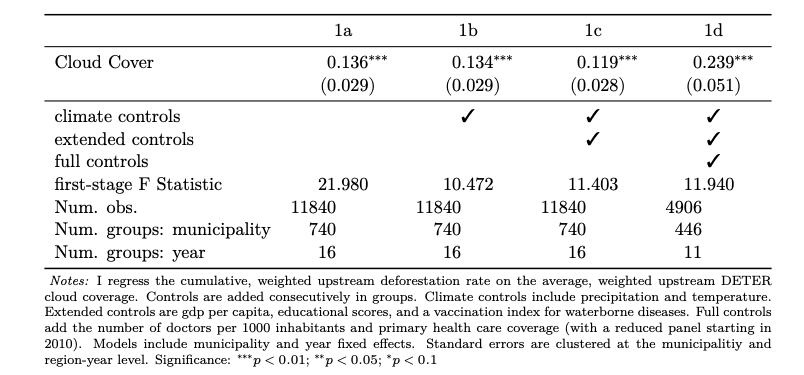 1a 1b 1c 1d
Cloud Cover 0.136*** 0.134*** 0.119*** 0.239***
(0.029) (0.029) (0.028) (0.051)
climate controls ✓ ✓ ✓
extended controls ✓ ✓
full controls ✓
first-stage F Statistic 21.980 10.472 11.403 11.940
Num. obs. 11840 11840 11840 4906
Num. groups: municipality 740 740 740 446
Num. groups: year 16 16 16 11
Notes: I regress the cumulative, weighted upstream deforestation rate on the average, weighted upstream DETER
cloud coverage. Controls are added consecutively in groups. Climate controls include precipitation and temperature.
Extended controls are gdp per capita, educational scores, and a vaccination index for waterborne diseases. Full controls
add the number of doctors per 1000 inhabitants and primary health care coverage (with a reduced panel starting in
2010). Models include municipality and year fixed effects. Standard errors are clustered at the municipalitiy and
region-year level. Significance: ***p < 0.01; **p < 0.05; *p < 0.1